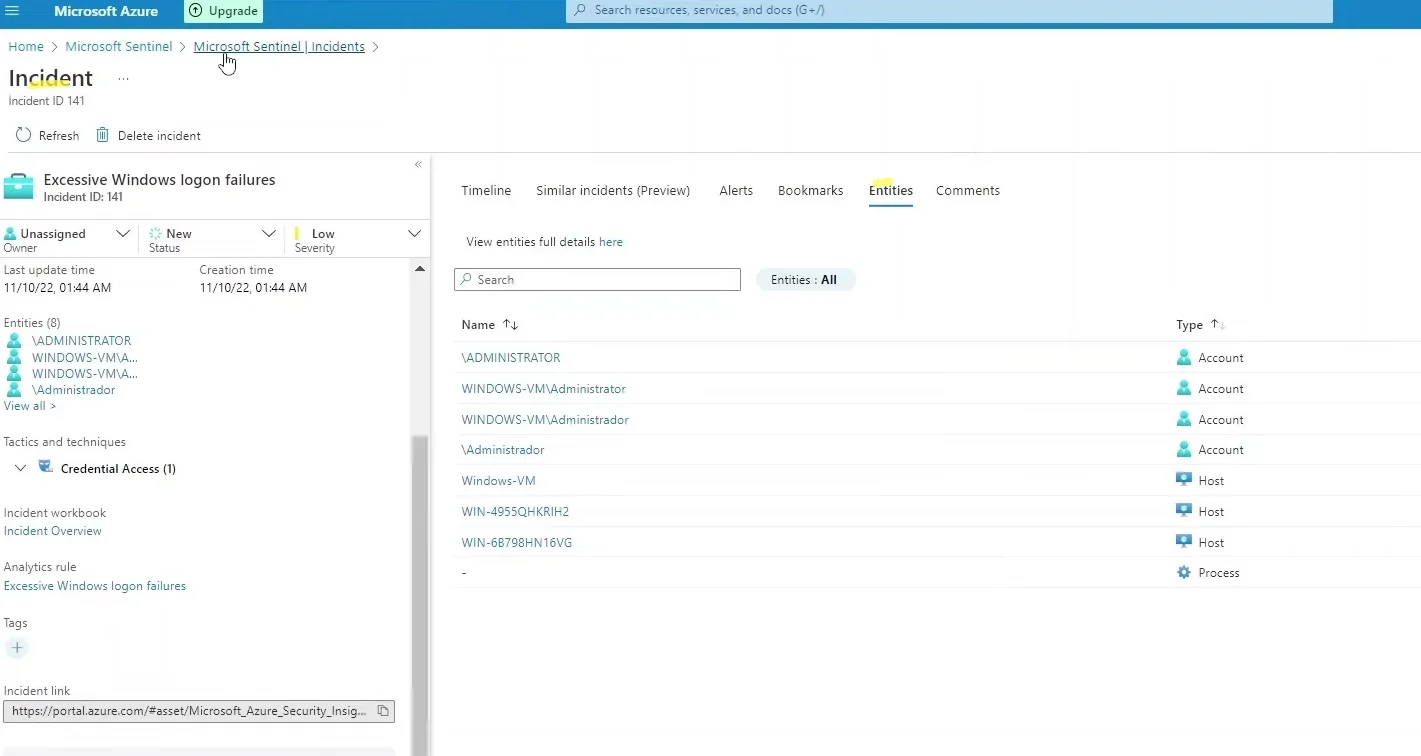 Microsoft Azure
Upgrade
Search resources, services, and docs (G+/)
Home > Microsoft Sentinel > Microsoft Sentinel | Incidents >
Incident ...
Incident ID 141
Refresh Delete incident
«
Excessive Windows logon failures
Incident ID: 141
Unassigned
Owner
New
Status
Low
Severity
Last update time
11/10/22, 01:44 AM
Creation time
11/10/22, 01:44 AM
Entities (8)
\ADMINISTRATOR
WINDOWS-VM\A...
WINDOWS-VM\A...
\Administrador
View all >
Tactics and techniques
Credential Access (1)
Incident workbook
Incident Overview
Analytics rule
Excessive Windows logon failures
Tags
+
Incident link
https://portal.azure.com/#asset/Microsoft_Azure_Security_Insig...
Timeline Similar incidents (Preview) Alerts Bookmarks Entities Comments
View entities full details here
Search
Entities : All
Name ↑↓ Type ↑↓
\ADMINISTRATOR Account
WINDOWS-VM\Administrator Account
WINDOWS-VM\Administrador Account
\Administrador Account
Windows-VM Host
WIN-4955QHKRIH2 Host
WIN-6B798HN16VG Host
- Process